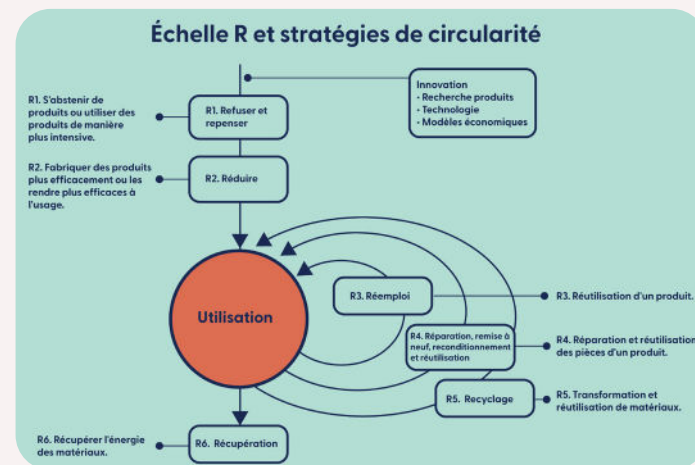 Échelle R et stratégies de circularité
R1. S'abstenir de
produits ou utiliser des
produits de manière
plus intensive.
R1. Refuser et
repenser
Innovation
- Recherche produits
- Technologie
- Modèles économiques
R2. Fabriquer des produits
plus efficacement ou les
rendre plus efficaces à
l'usage.
R2. Réduire
Utilisation
R3. Réemploi
R3. Réutilisation d'un produit.
R4. Réparation, remise à
neuf, reconditionnement
et réutilisation
R4. Réparation et réutilisation
des pièces d'un produit.
R5. Recyclage
R5. Transformation et
réutilisation de matériaux.
R6. Récupérer l'énergie
des matériaux.
R6. Récupération